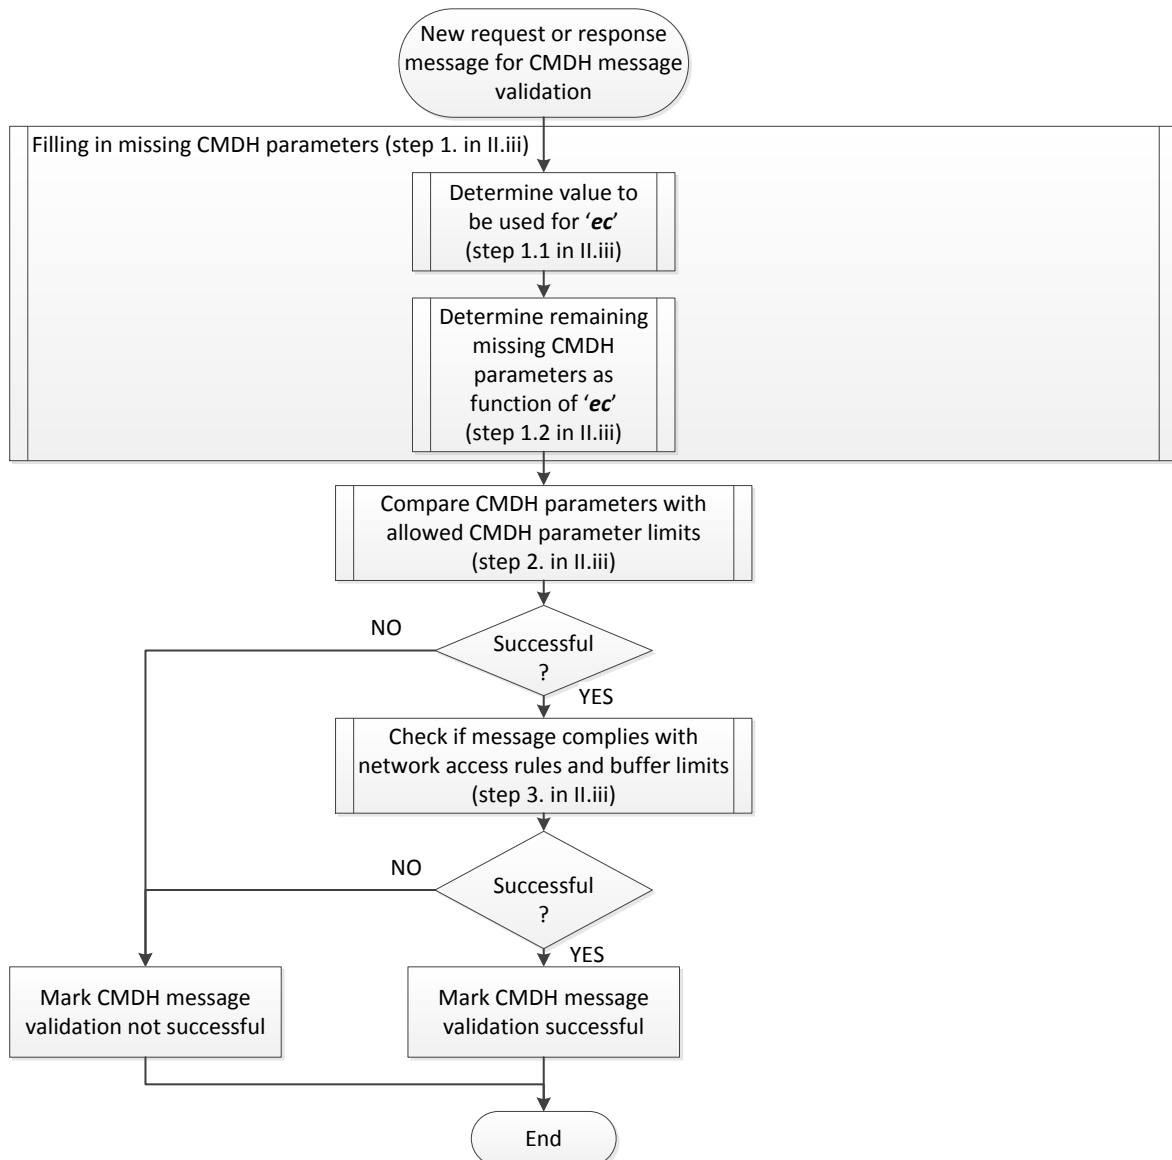 New request or response
message for CMDH message
validation
Filling in missing CMDH parameters (step 1. in II.iii)
Determine value to
be used for ‘ec’
(step 1.1 in II.iii)
Determine remaining
missing CMDH
parameters as
function of ‘ec’
(step 1.2 in II.iii)
Compare CMDH parameters with
allowed CMDH parameter limits
(step 2. in II.iii)
NO
Successful
?
YES
Check if message complies with
network access rules and buffer limits
(step 3. in II.iii)
NO
Successful
?
YES
Mark CMDH message
validation not successful
Mark CMDH message
validation successful
End